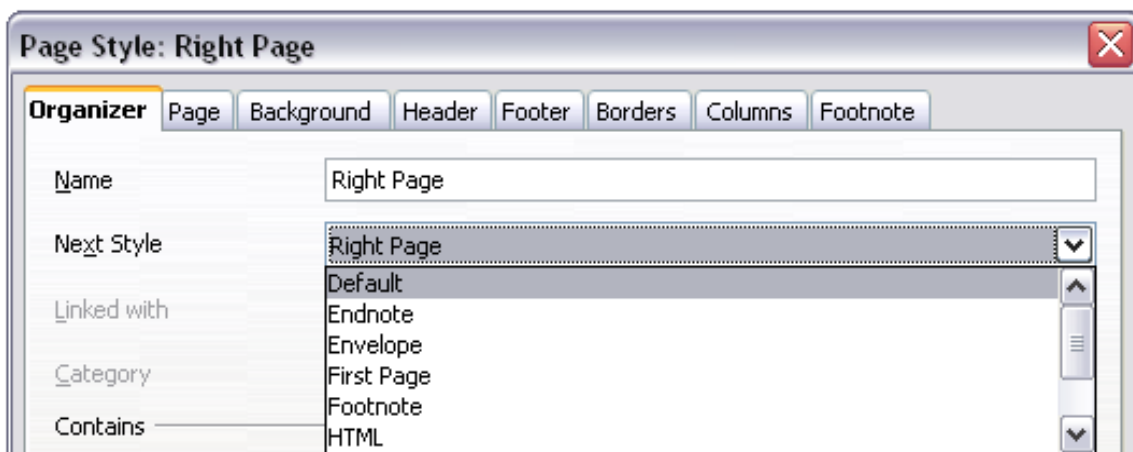 Page Style: Right Page
Organizer Page Background Header Footer Borders Columns Footnote
Name Right Page
Next Style Right Page
Default
Linked with Endnote
Envelope
Category First Page
Footnote
Contains HTML